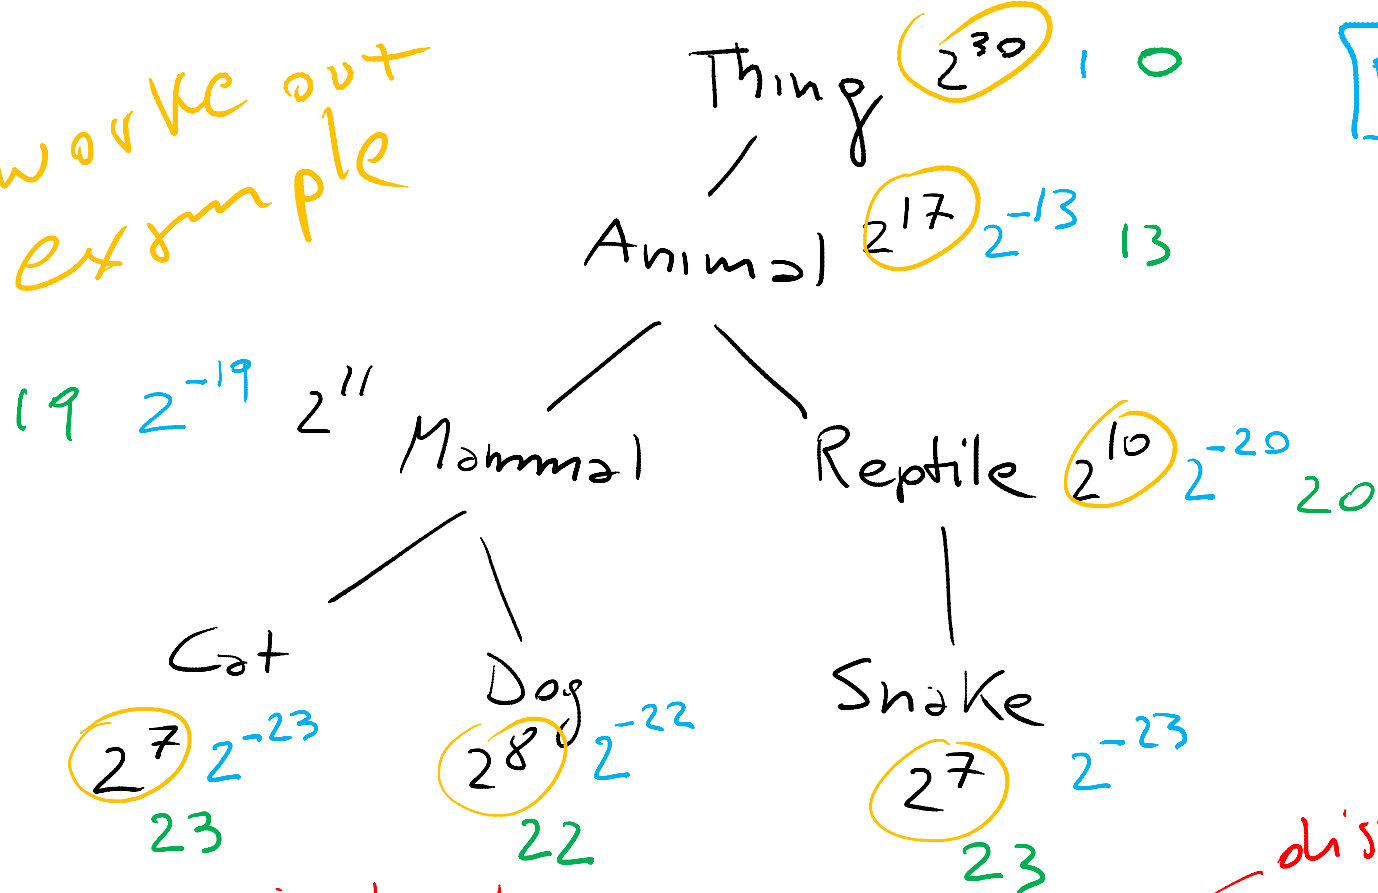 Thing 2^30 1 0
worke out
example
Animal 2^17 2^-13 13
19 2^-19 2^11 Mammal
Reptile 2^10 2^-20 20
Cat
2^7 2^-23
23
Dog
2^8 2^-22
22
Snake
2^7 2^-23
23